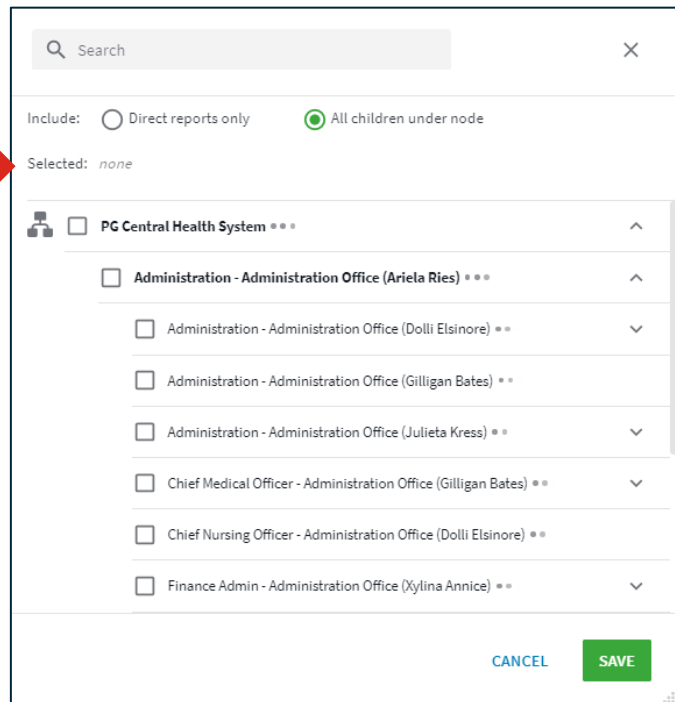 Search
Include: Direct reports only All children under node
Selected: none
PG Central Health System
Administration - Administration Office (Ariela Ries)
Administration - Administration Office (Dolli Elsinore)
Administration - Administration Office (Gilligan Bates)
Administration - Administration Office (Julieta Kress)
Chief Medical Officer - Administration Office (Gilligan Bates)
Chief Nursing Officer - Administration Office (Dolli Elsinore)
Finance Admin - Administration Office (Xylina Annice)
CANCEL SAVE